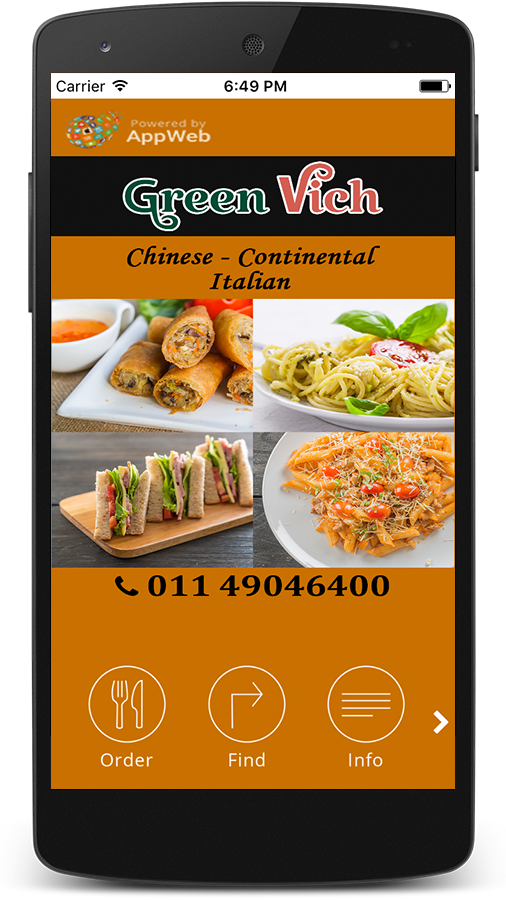 Carrier 6:49 PM
Powered by
AppWeb
Green Vich
Chinese - Continental
Italian
011 49046400
Order Find Info